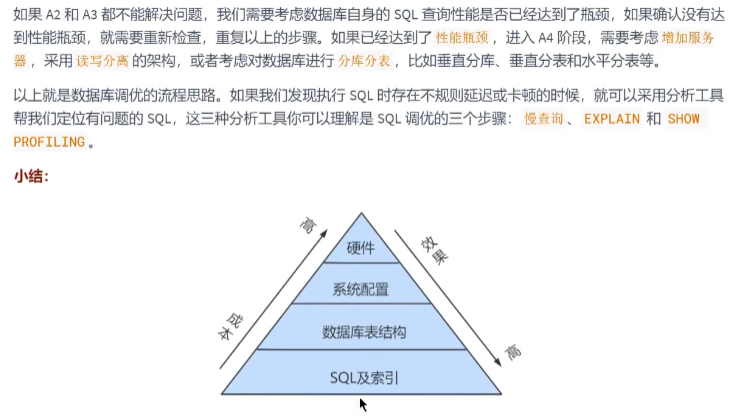 如果 A2 和 A3 都不能解决问题，我们需要考虑数据库自身的 SQL 查询性能是否已经达到了瓶颈，如果确认没有达
到性能瓶颈，就需要重新检查，重复以上的步骤。如果已经达到了 性能瓶颈 ，进入 A4 阶段，需要考虑 增加服务
器 ，采用 读写分离 的架构，或者考虑对数据库进行 分库分表 ，比如垂直分库、垂直分表和水平分表等。
以上就是数据库调优的流程思路。如果我们发现执行 SQL 时存在不规则延迟或卡顿的时候，就可以采用分析工具
帮我们定位有问题的 SQL，这三种分析工具你可以理解是 SQL 调优的三个步骤： 慢查询 、 EXPLAIN 和 SHOW
PROFILING 。
小结：
高
效果
硬件
系统配置
成本
数据库表结构
高
SQL及索引